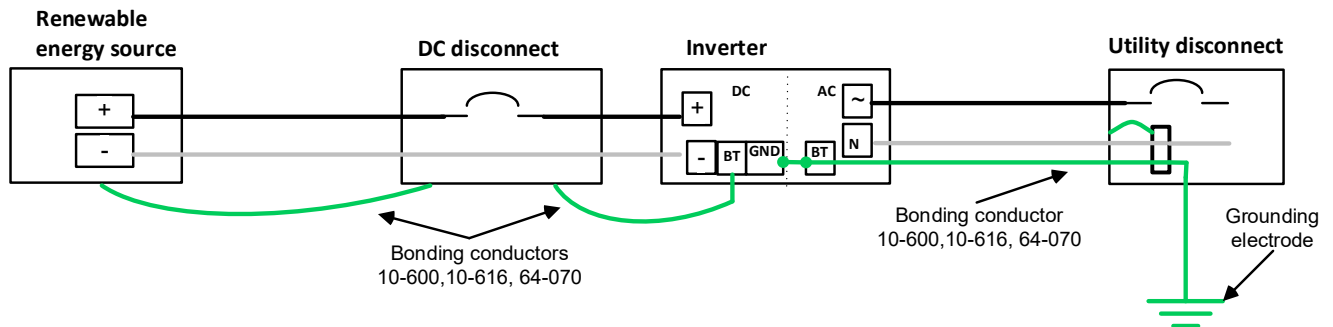 Renewable
energy source
DC disconnect
Inverter
Utility disconnect
+
-
+
DC
AC
~
-
BT
GND
BT
N
Bonding conductors
10-600,10-616, 64-070
Bonding conductor
10-600,10-616, 64-070
Grounding
electrode